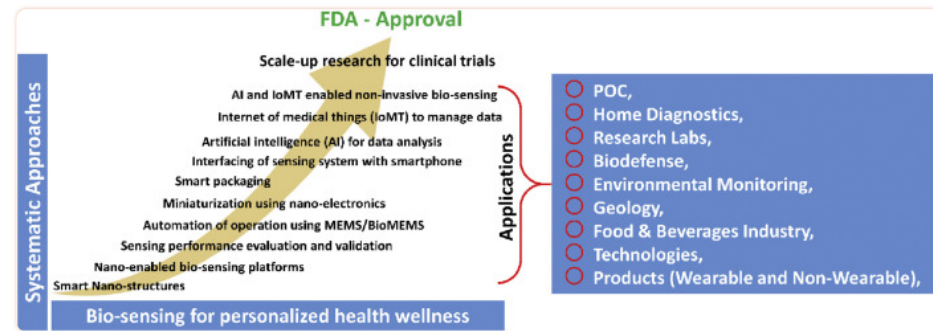 FDA - Approval
Scale-up research for clinical trials
AI and IoMT enabled non-invasive bio-sensing
Internet of medical things (IoMT) to manage data
Artificial intelligence (AI) for data analysis
Interfacing of sensing system with smartphone
Smart packaging
Miniaturization using nano-electronics
Automation of operation using MEMS/BioMEMS
Sensing performance evaluation and validation
Nano-enabled bio-sensing platforms
Smart Nano-structures
Systematic Approaches
Bio-sensing for personalized health wellness
Applications
POC,
Home Diagnostics,
Research Labs,
Biodefense,
Environmental Monitoring,
Geology,
Food & Beverages Industry,
Technologies,
Products (Wearable and Non-Wearable),